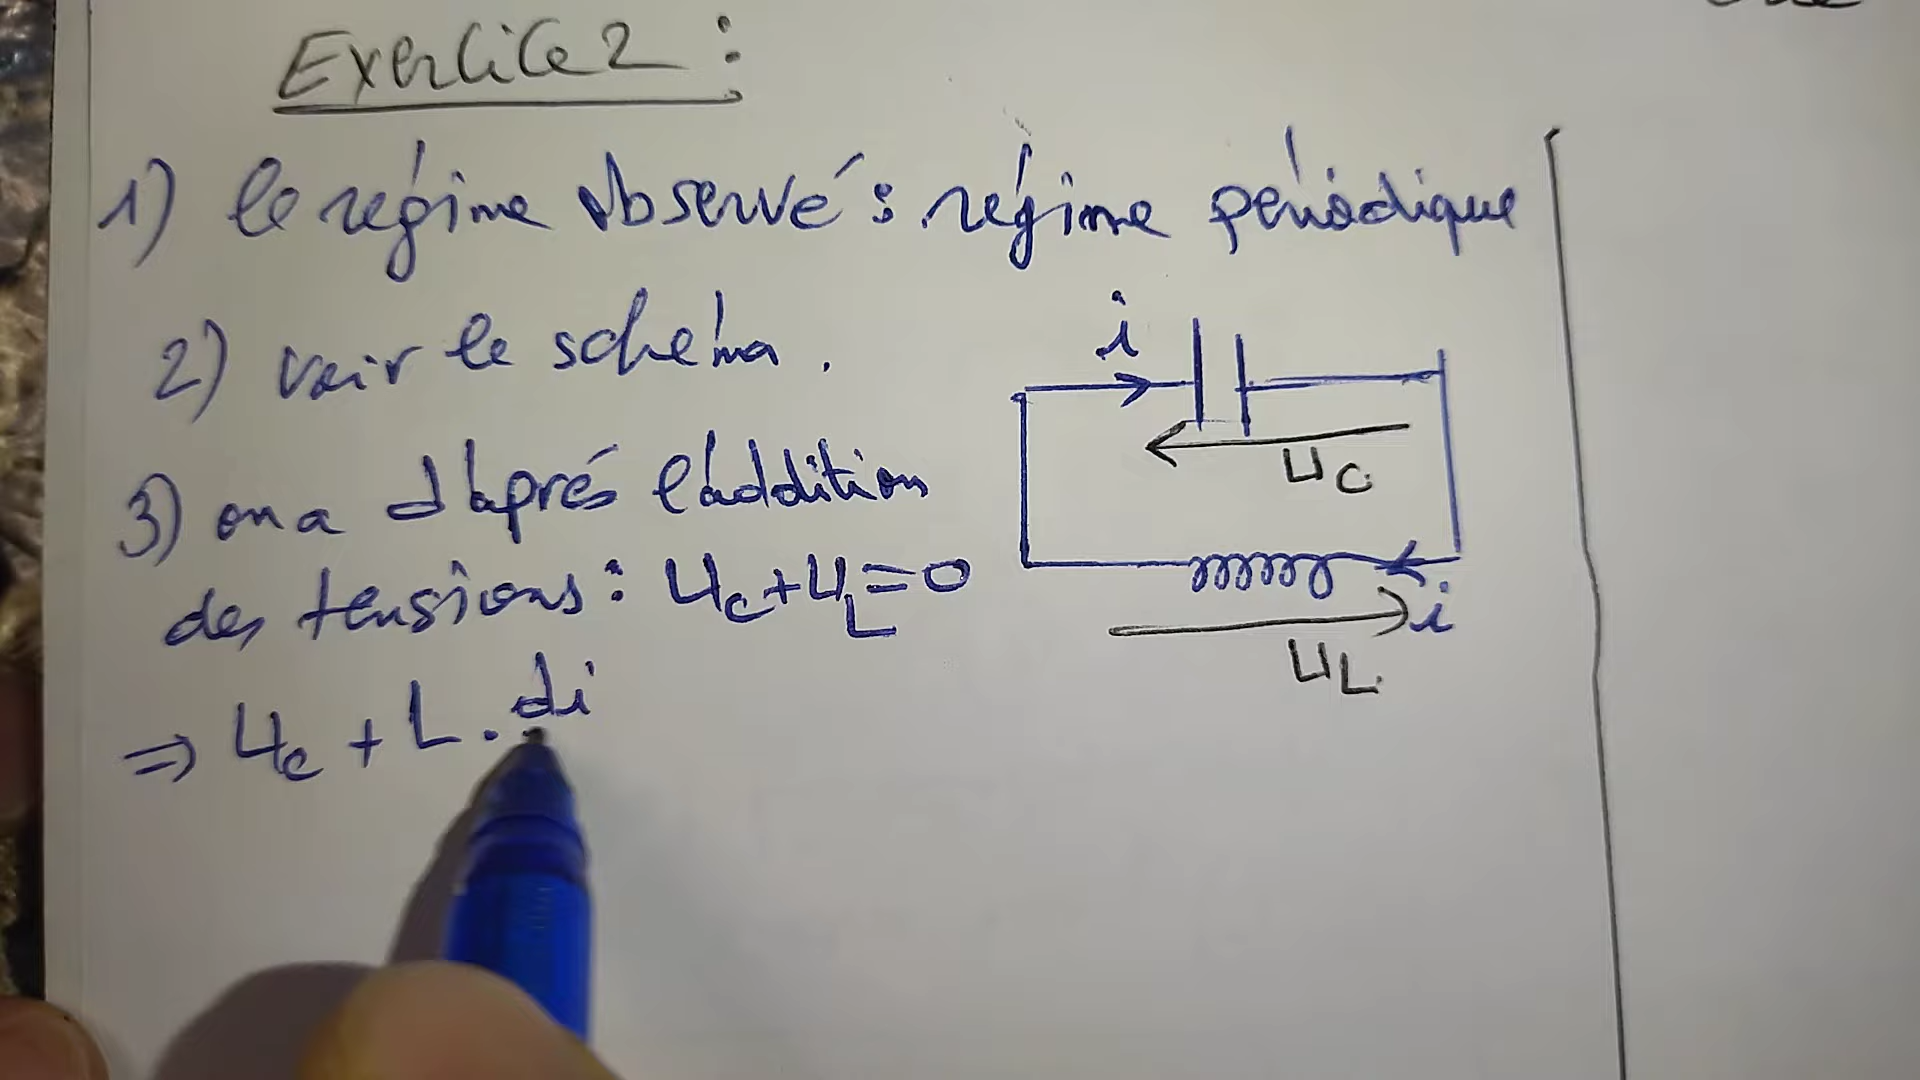 Exercice 2 :
1) le régime observé : régime périodique
2) voir le schéma.
i
uc
3) on a d'aprés l'addition
des tensions : uc + uL = 0
i
uL
⇒ uc + L . di